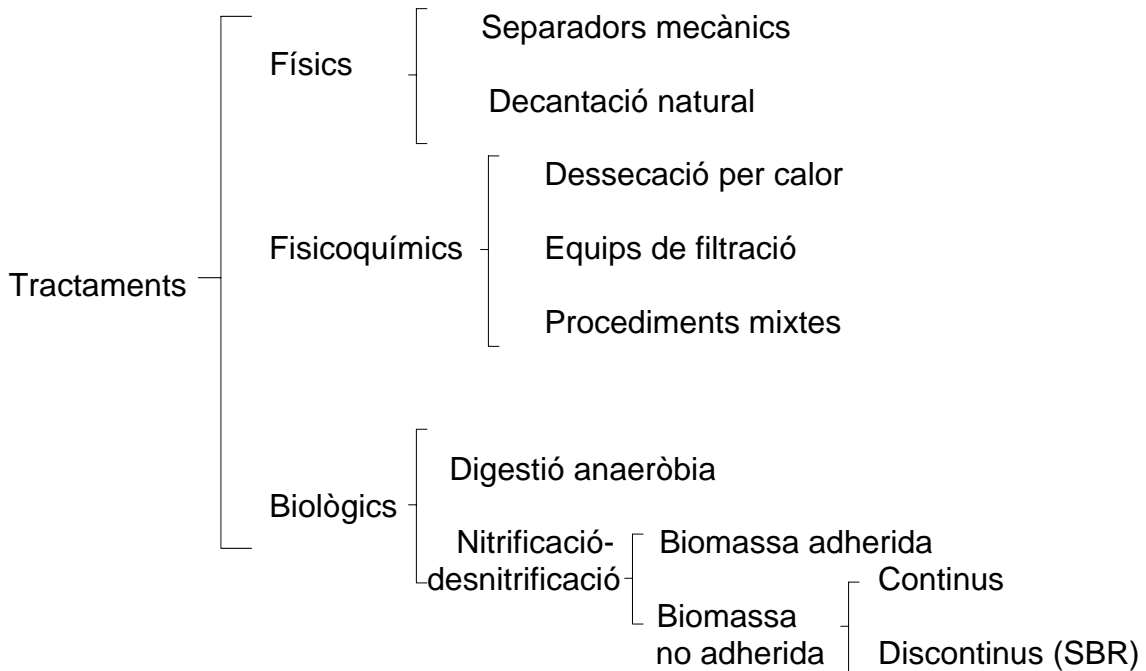 Tractaments
Físics
Separadors mecànics
Decantació natural
Fisicoquímics
Dessecació per calor
Equips de filtració
Procediments mixtes
Biològics
Digestió anaeròbia
Nitrificació-
desnitrificació
Biomassa adherida
Biomassa
no adherida
Continus
Discontinus (SBR)